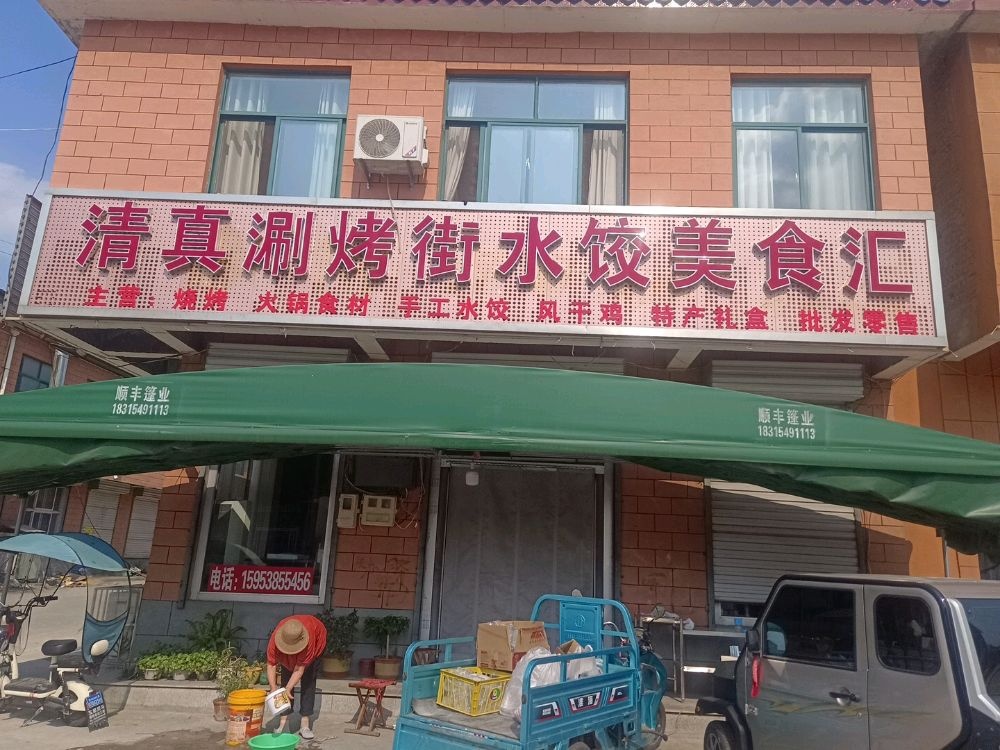 清真涮烤街水饺美食汇
主营：烧烤 火锅食材 手工水饺 风干鸡 特产礼盒 批发零售
顺丰篷业
18315491113
顺丰篷业
18315491113
电话：15953855456